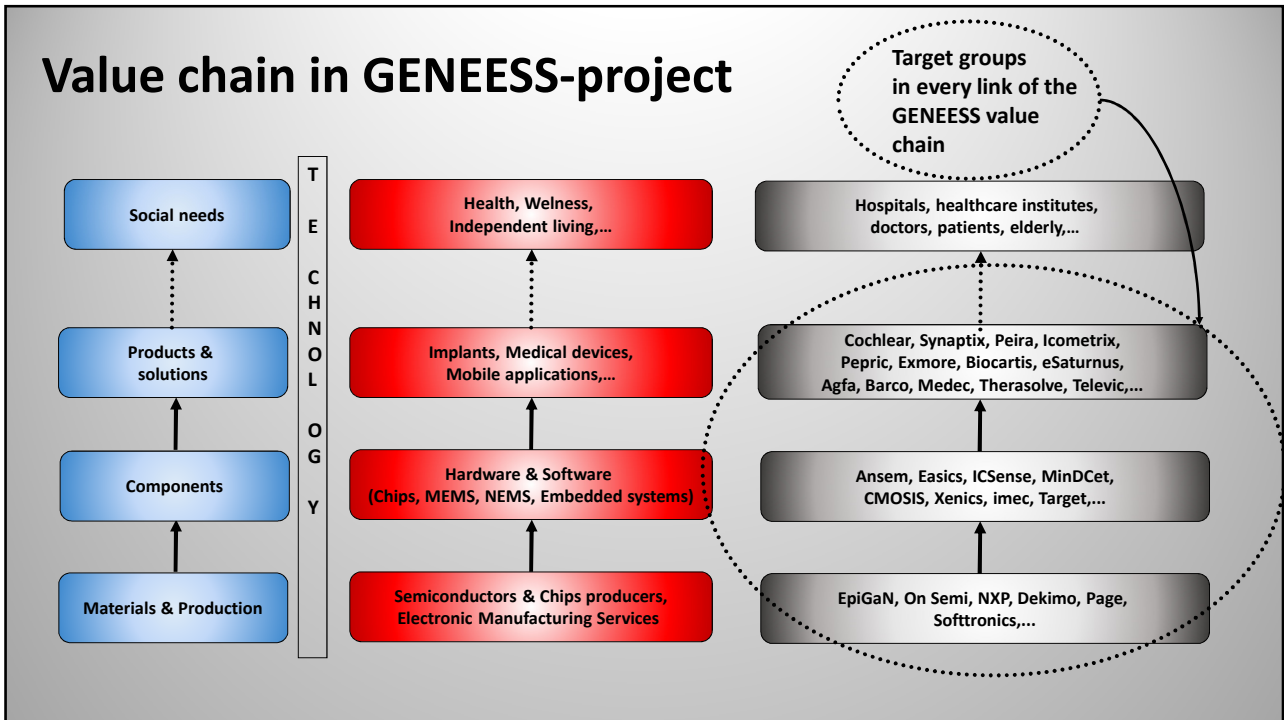 Value chain in GENEESS-project
Target groups
in every link of the
GENEESS value
chain
Social needs
Products &
solutions
Components
Materials & Production
T
E
CHNOL OG
Y
Health, Welness,
Independent living,…
Implants, Medical devices,
Mobile applications,…
Hardware & Software
(Chips, MEMS, NEMS, Embedded systems)
Semiconductors & Chips producers,
Electronic Manufacturing Services
Hospitals, healthcare institutes,
doctors, patients, elderly,…
Cochlear, Synaptix, Peira, Icometrix,
Pepric, Exmore, Biocartis, eSaturnus,
Agfa, Barco, Medec, Therasolve, Televic,...
Ansem, Easics, ICSense, MinDCet,
CMOSIS, Xenics, imec, Target,...
EpiGaN, On Semi, NXP, Dekimo, Page,
Softtronics,...